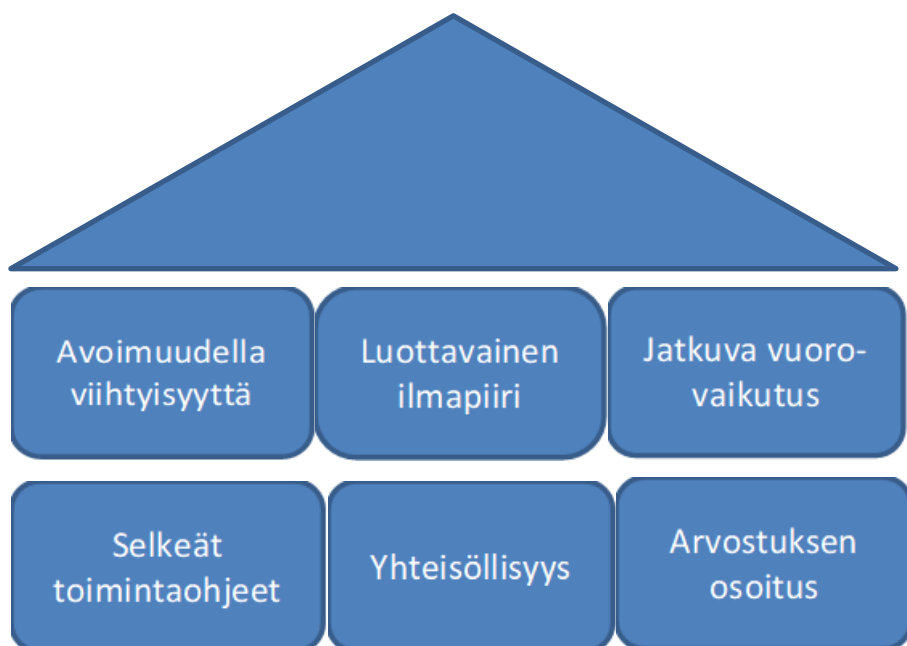 Avoimuudella
viihtyisyyttä
Luottavainen
ilmapiiri
Jatkuva vuoro-
vaikutus
Selkeät
toimintaohjeet
Yhteisöllisyys
Arvostuksen
osoitus